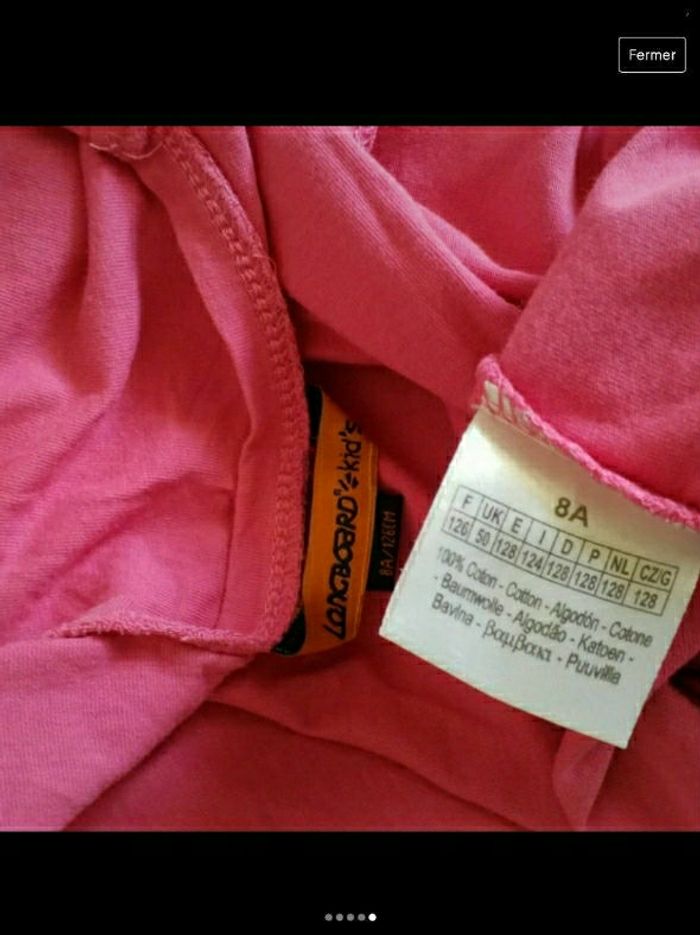 Fermer
LONGBOARD kid's
8A/126CM
8A
F UK E I D P NL CZ/G
126 50 128 124 128 128 128 128
100% Coton - Cotton - Algodón - Cotone
- Baumwolle - Algodão - Katoen -
Bavlna - βαμβακι - Puuvilla